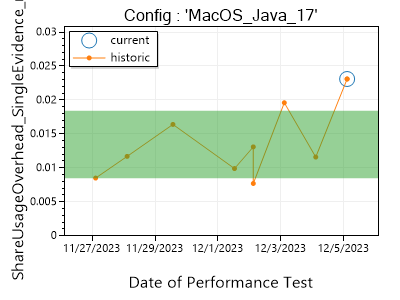 Config : 'MacOS_Java_17'
current
historic
ShareUsageOverhead_SingleEvidence_
0.03
0.025
0.02
0.015
0.01
0.005
0
11/27/2023
11/29/2023
12/1/2023
12/3/2023
12/5/2023
Date of Performance Test